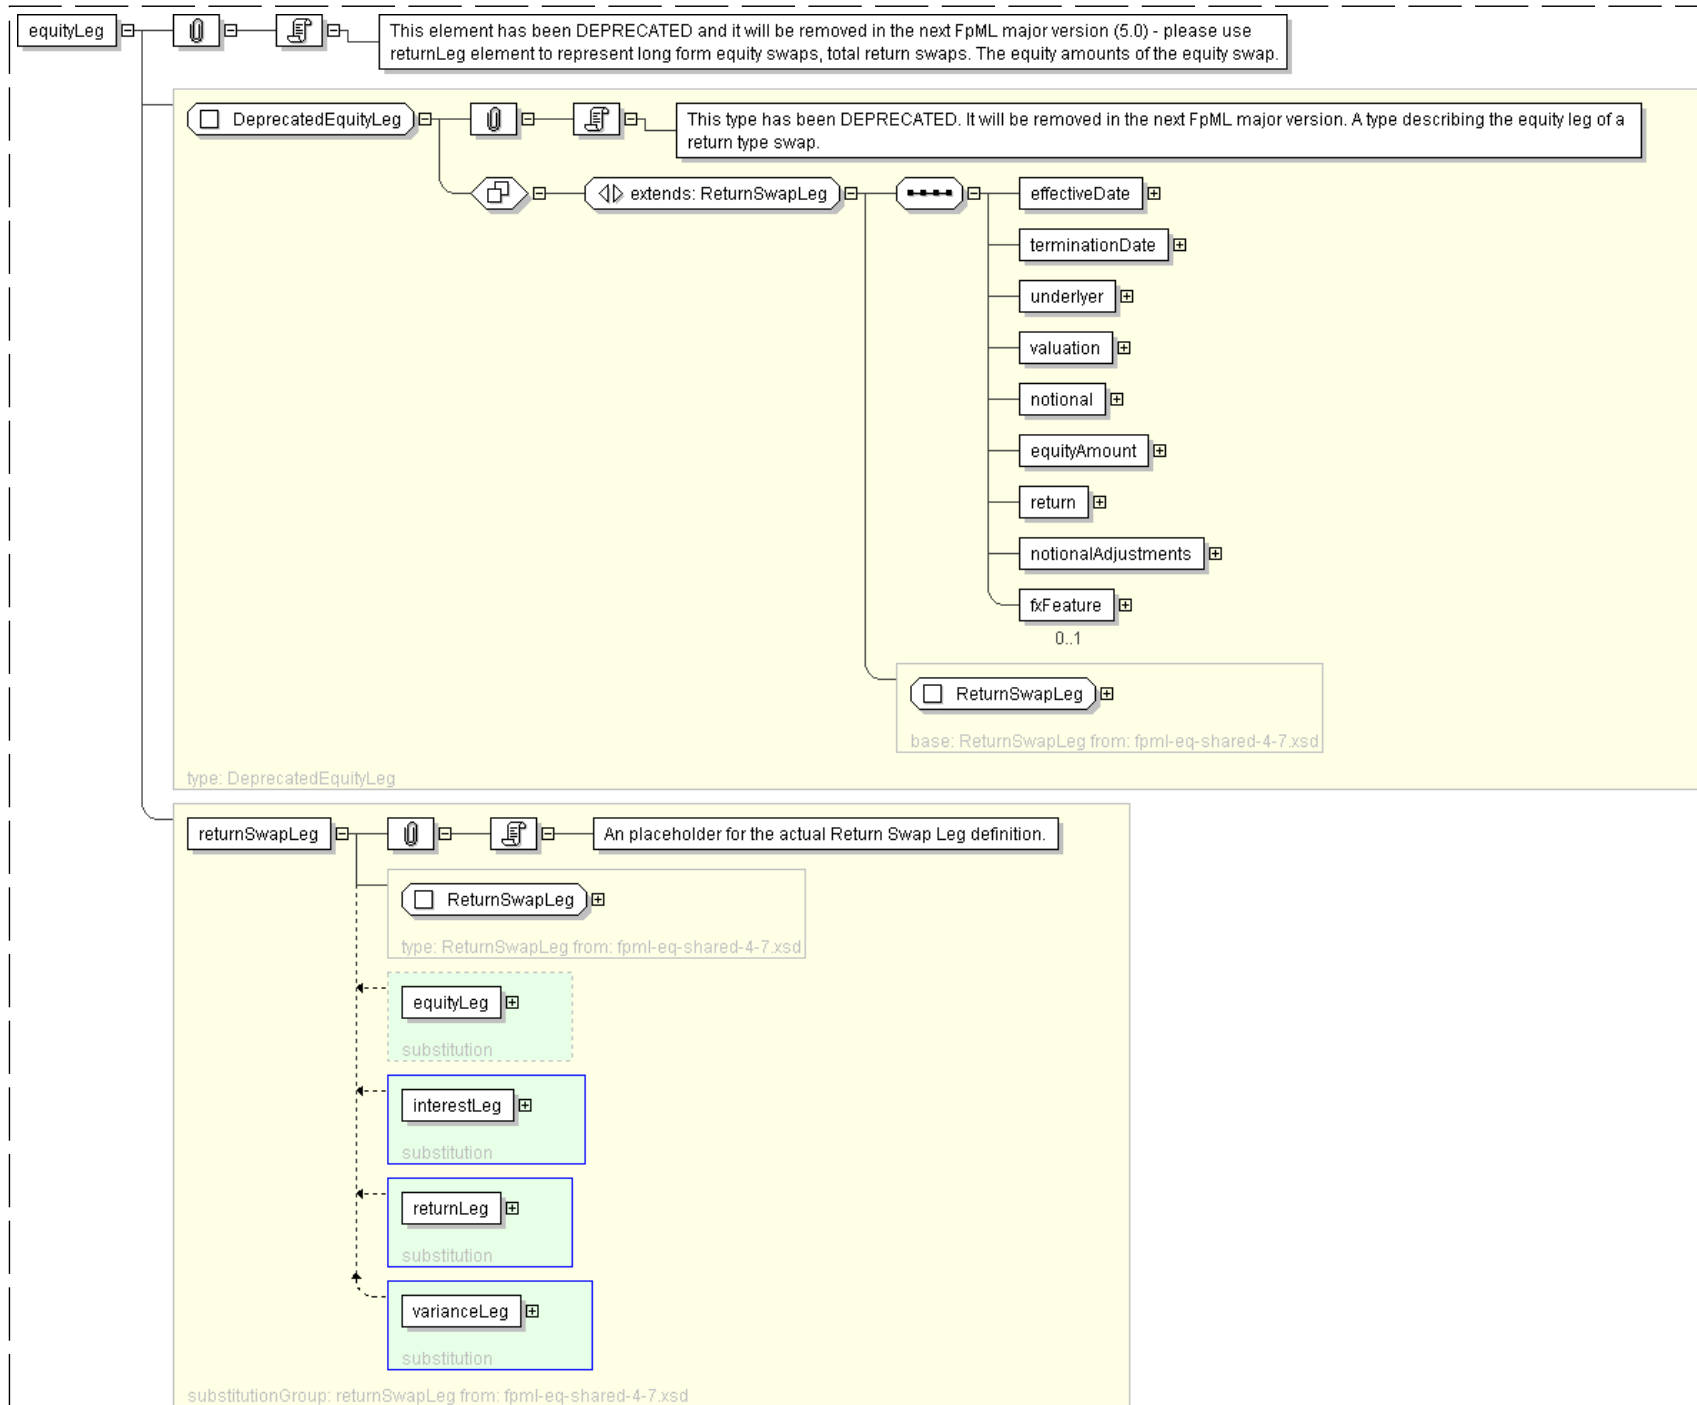 equityLeg
This element has been DEPRECATED and it will be removed in the next FpML major version (5.0) - please use
returnLeg element to represent long form equity swaps, total return swaps. The equity amounts of the equity swap.
DeprecatedEquityLeg
This type has been DEPRECATED. It will be removed in the next FpML major version. A type describing the equity leg of a
return type swap.
extends: ReturnSwapLeg
effectiveDate
terminationDate
underlyer
valuation
notional
equityAmount
return
notionalAdjustments
fxFeature
0..1
ReturnSwapLeg
base: ReturnSwapLeg from: fpml-eq-shared-4-7.xsd
type: DeprecatedEquityLeg
returnSwapLeg
An placeholder for the actual Return Swap Leg definition.
ReturnSwapLeg
type: ReturnSwapLeg from: fpml-eq-shared-4-7.xsd
equityLeg
substitution
interestLeg
substitution
returnLeg
substitution
varianceLeg
substitution
substitutionGroup: returnSwapLeg from: fpml-eq-shared-4-7.xsd